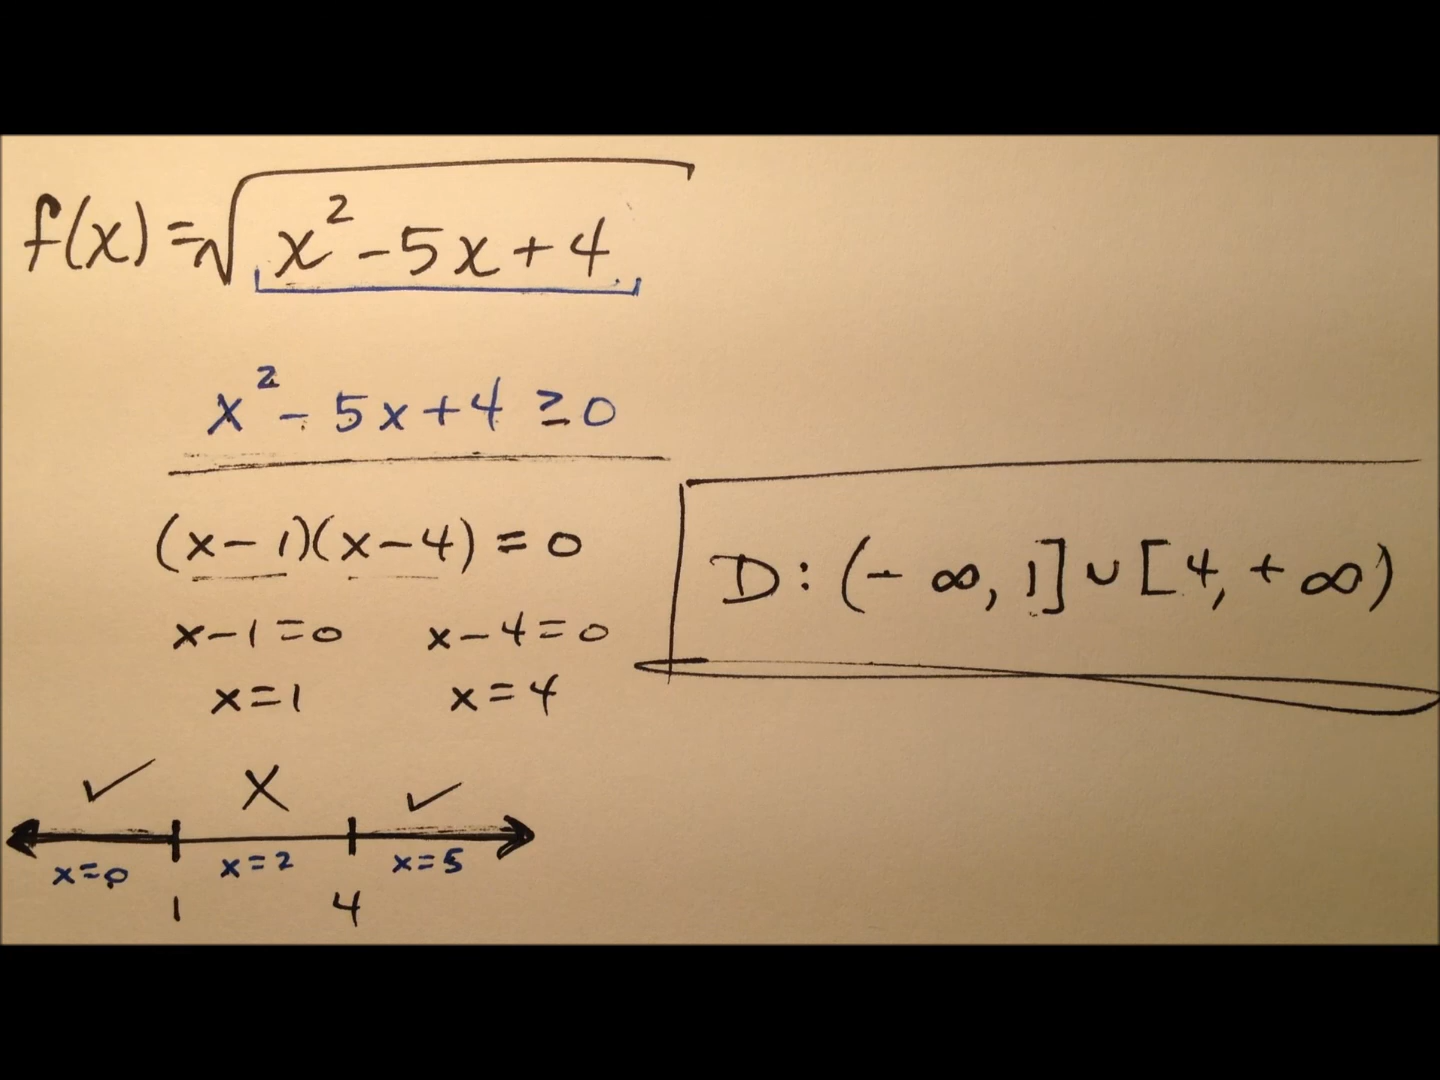 f(x)=√x²-5x+4
x²-5x+4≥0
(x-1)(x-4)=0
x-1=0 x-4=0
x=1 x=4
D:(-∞,1]∪[4,+∞)
✓ X ✓
x=0 x=2 x=5
1 4